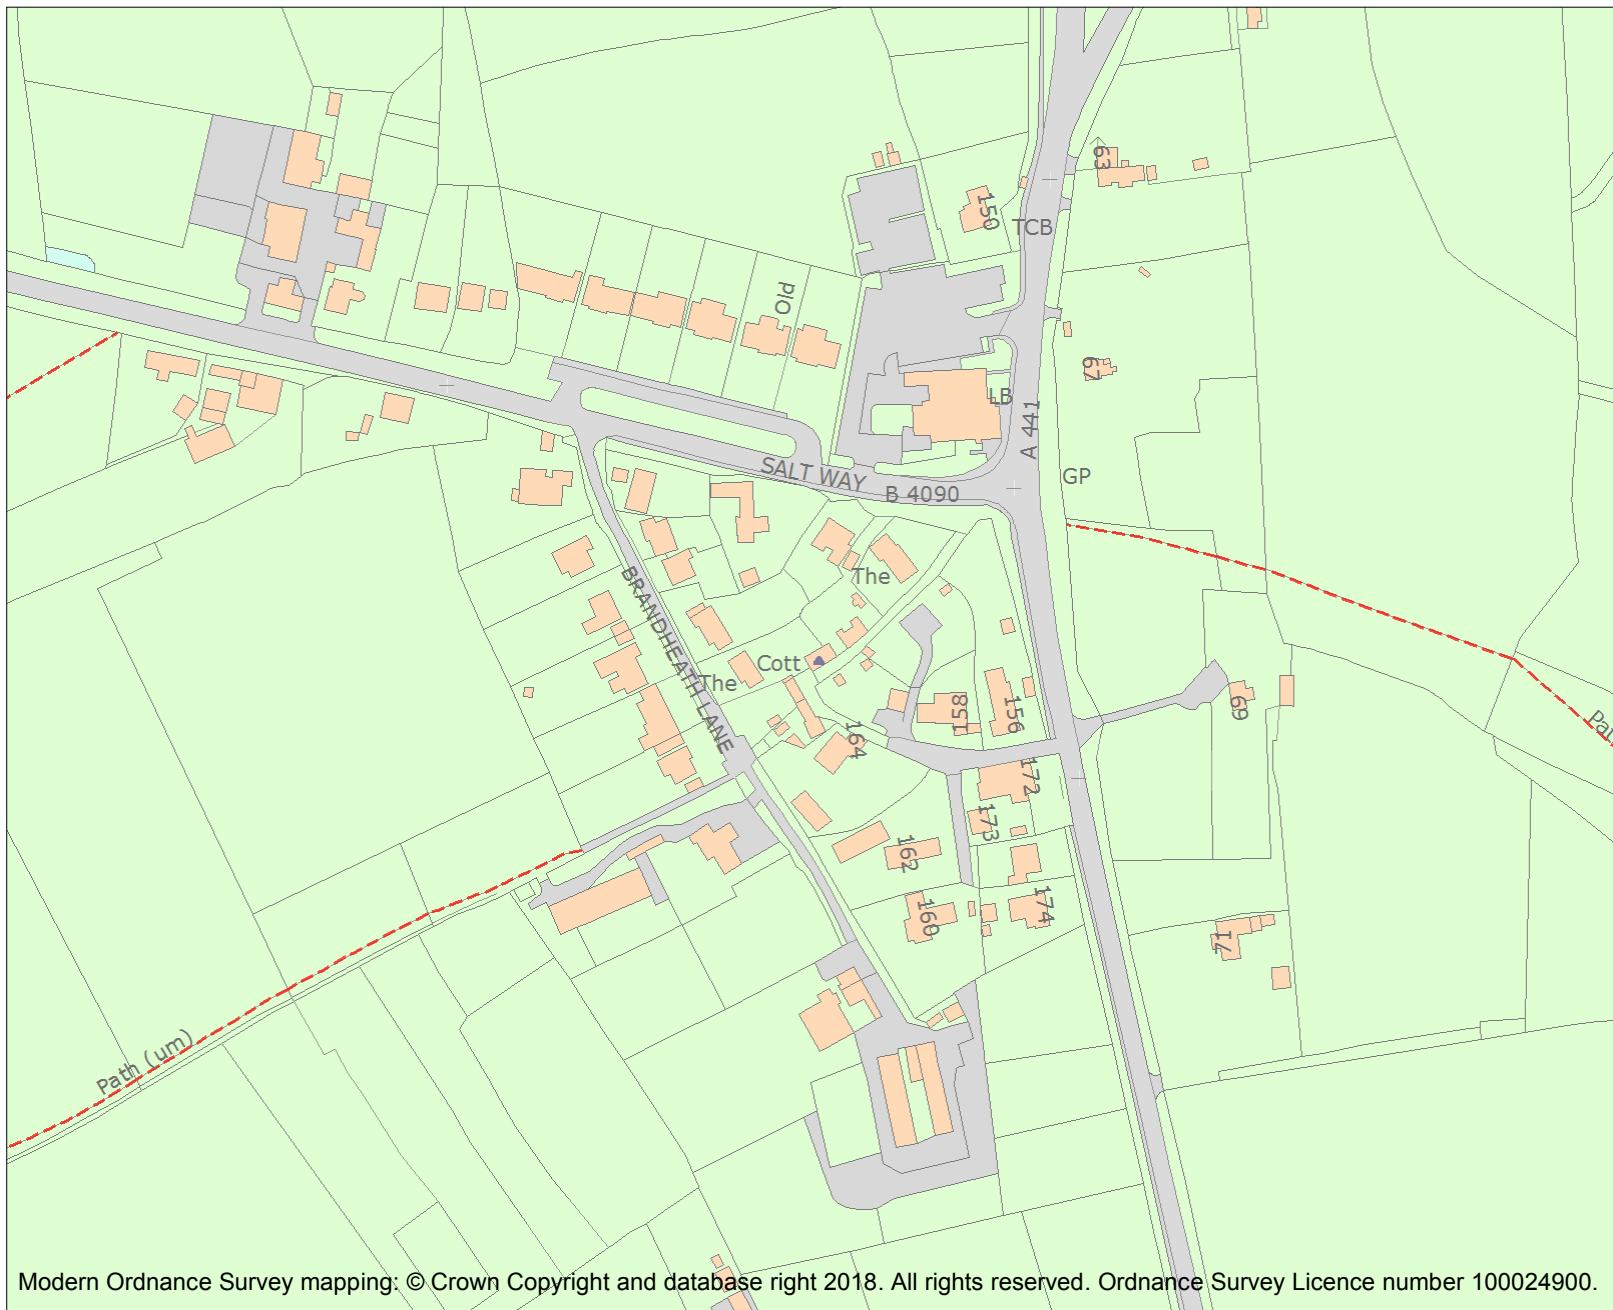 63
150
TCB
Old
67
LB
A 441
SALT WAY
B 4090
GP
The
BRANDHEATH LANE
Cott
The
158
156
69
164
172
173
162
160
174
71
Path (um)
Modern Ordnance Survey mapping: © Crown Copyright and database right 2018. All rights reserved. Ordnance Survey Licence number 100024900.